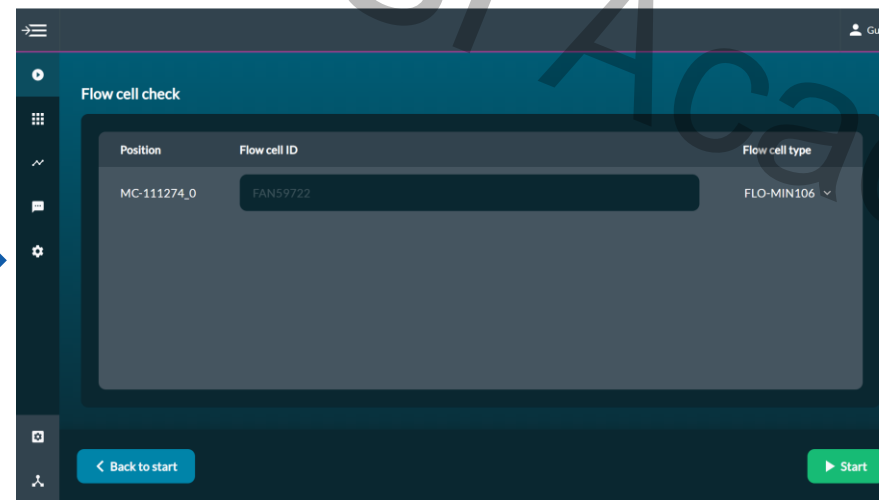 Gu
Flow cell check
Position Flow cell ID Flow cell type
MC-111274_0 FAN59722 FLO-MIN106
Back to start Start